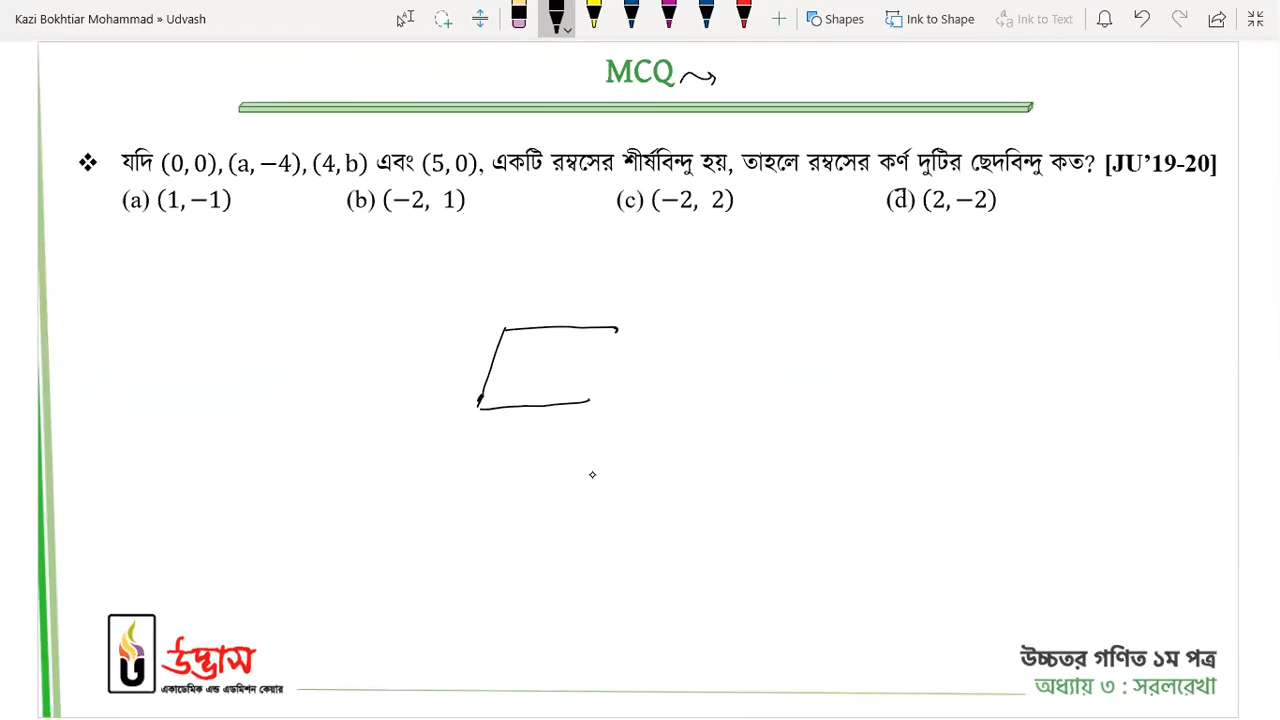 Kazi Bokhtiar Mohammad » Udvash
Shapes
Ink to Shape
Ink to Text
MCQ
❖ যদি (0, 0), (a, −4), (4, b) এবং (5, 0), একটি রম্বসের শীর্ষবিন্দু হয়, তাহলে রম্বসের কর্ণ দুটির ছেদবিন্দু কত? [JU’19-20]
(a) (1, −1) (b) (−2, 1) (c) (−2, 2) (d) (2, −2)
উদ্ভাস
একাডেমিক এন্ড এডমিশন কেয়ার
উচ্চতর গণিত ১ম পত্র
অধ্যায় ৩ : সরলরেখা